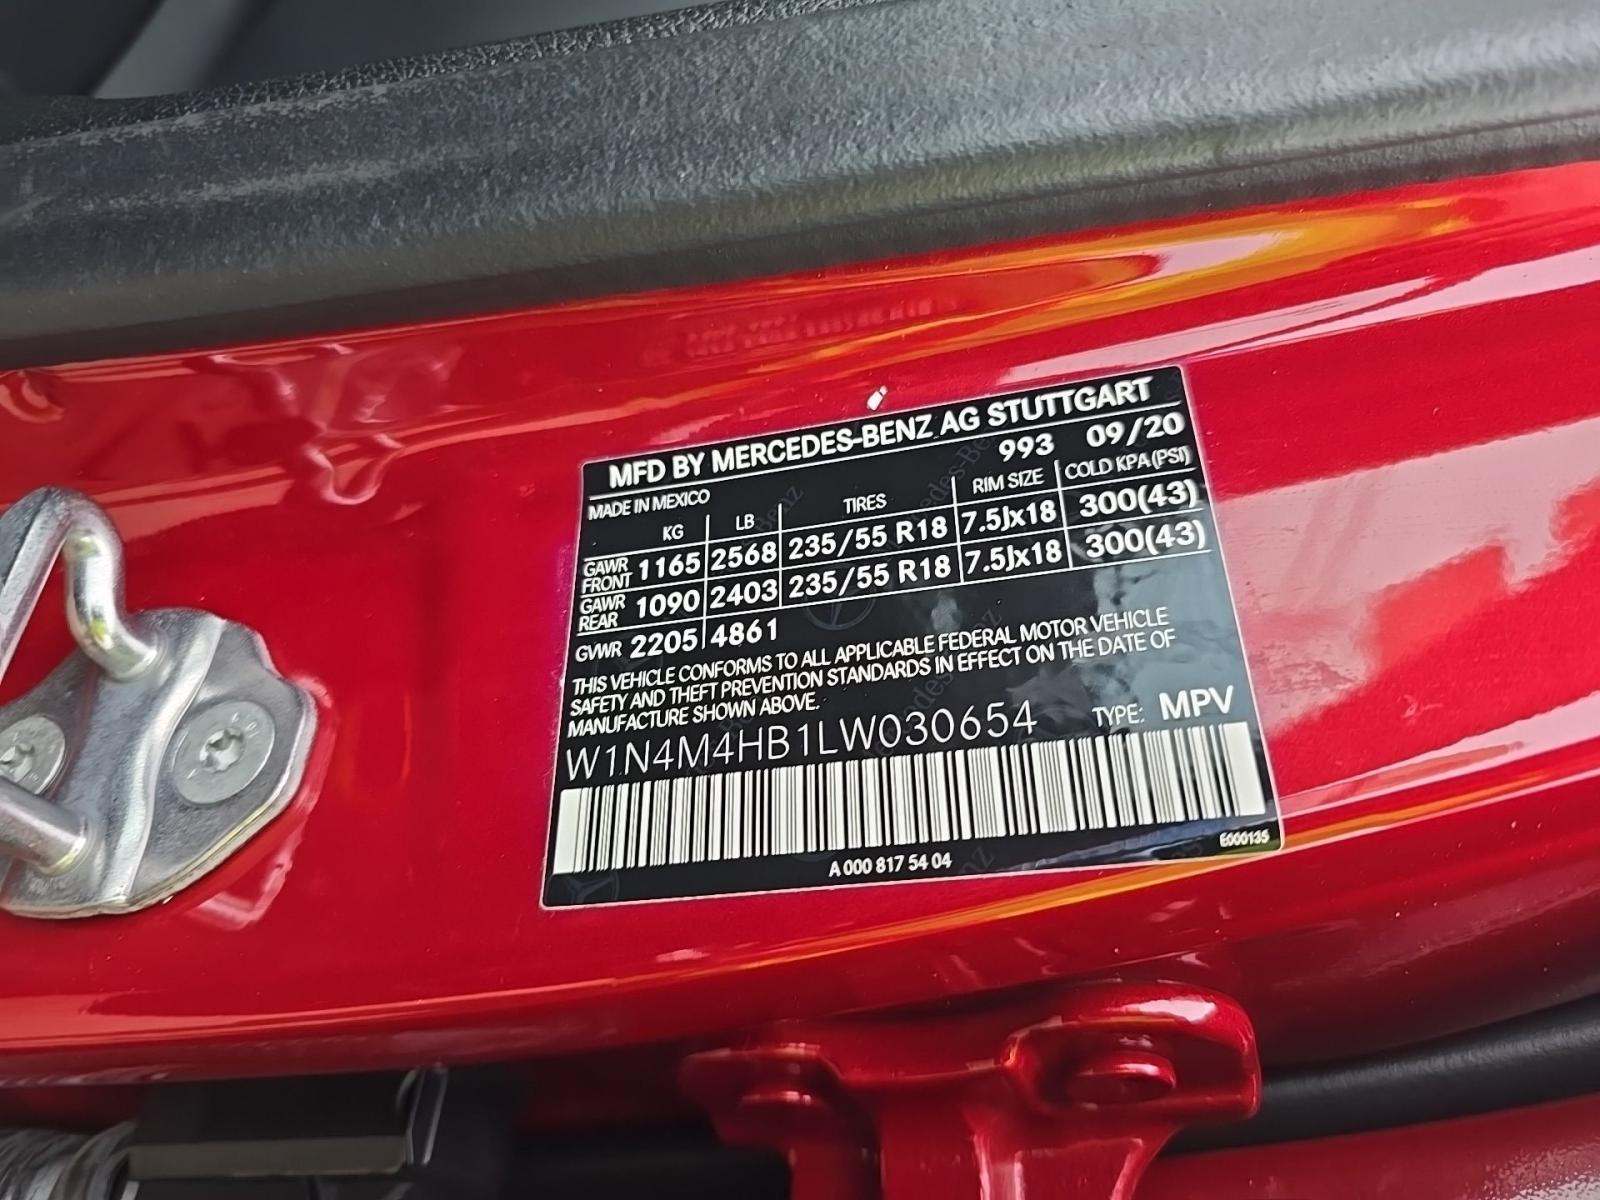 MFD BY MERCEDES-BENZ AG STUTTGART
MADE IN MEXICO 993 09/20
KG LB TIRES RIM SIZE COLD KPA(PSI)
GAWR FRONT 1165 2568 235/55 R18 7.5Jx18 300(43)
GAWR REAR 1090 2403 235/55 R18 7.5Jx18 300(43)
GVWR 2205 4861
THIS VEHICLE CONFORMS TO ALL APPLICABLE FEDERAL MOTOR VEHICLE
SAFETY AND THEFT PREVENTION STANDARDS IN EFFECT ON THE DATE OF
MANUFACTURE SHOWN ABOVE.
W1N4M4HB1LW030654 TYPE: MPV
A 000 817 54 04 E000135